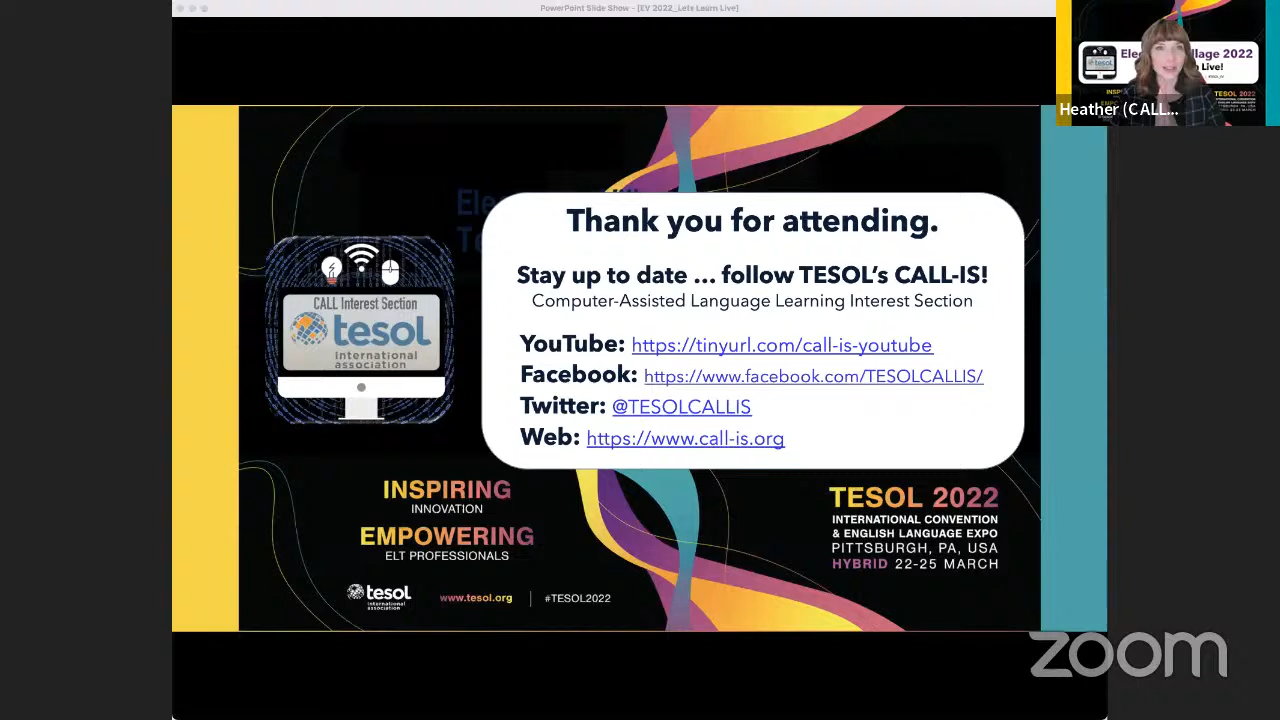 PowerPoint Slide Show - [EV 2022_Lets Learn Live]
Heather (CALL...
Thank you for attending.
Stay up to date ... follow TESOL's CALL-IS!
Computer-Assisted Language Learning Interest Section
YouTube: https://tinyurl.com/call-is-youtube
Facebook: https://www.facebook.com/TESOLCALLIS/
Twitter: @TESOLCALLIS
Web: https://www.call-is.org
CALL Interest Section
tesol
international
association
INSPIRING
INNOVATION
EMPOWERING
ELT PROFESSIONALS
tesol
international
association
www.tesol.org
#TESOL2022
TESOL 2022
INTERNATIONAL CONVENTION
& ENGLISH LANGUAGE EXPO
PITTSBURGH, PA, USA
HYBRID 22-25 MARCH
zoom